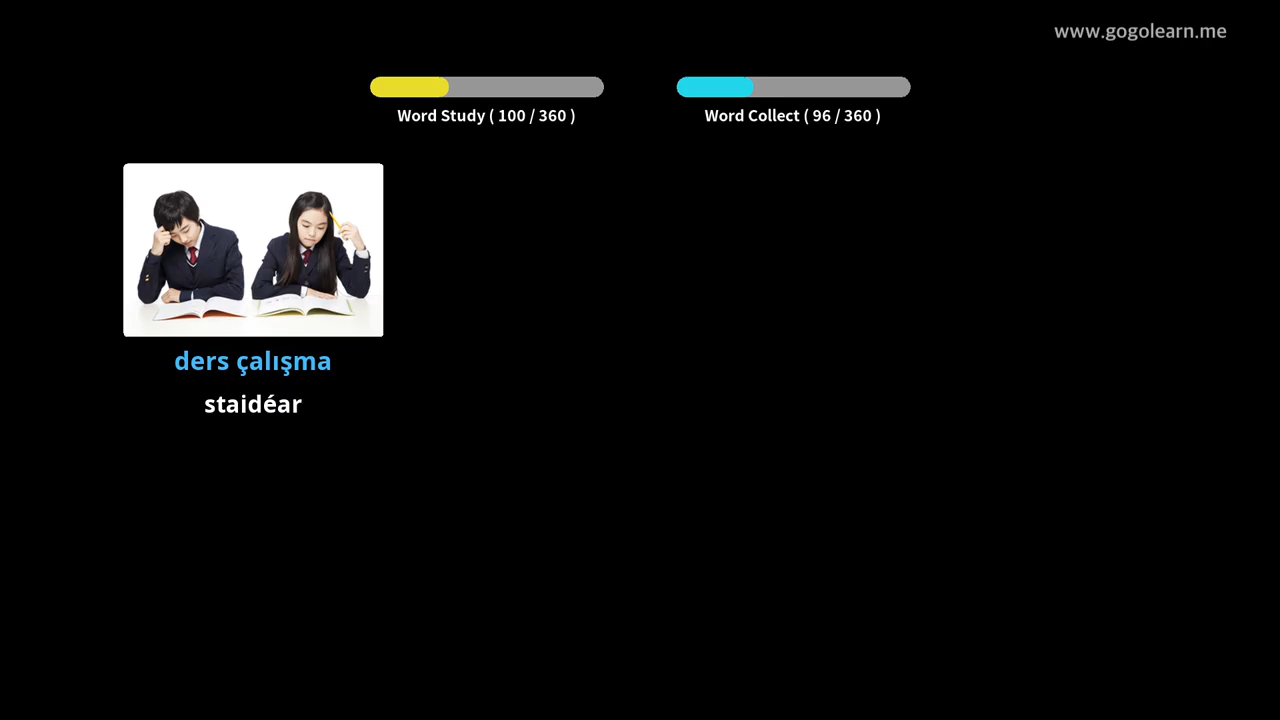 www.gogolearn.me
Word Study ( 100 / 360 )
Word Collect ( 96 / 360 )
ders çalışma
staidéar